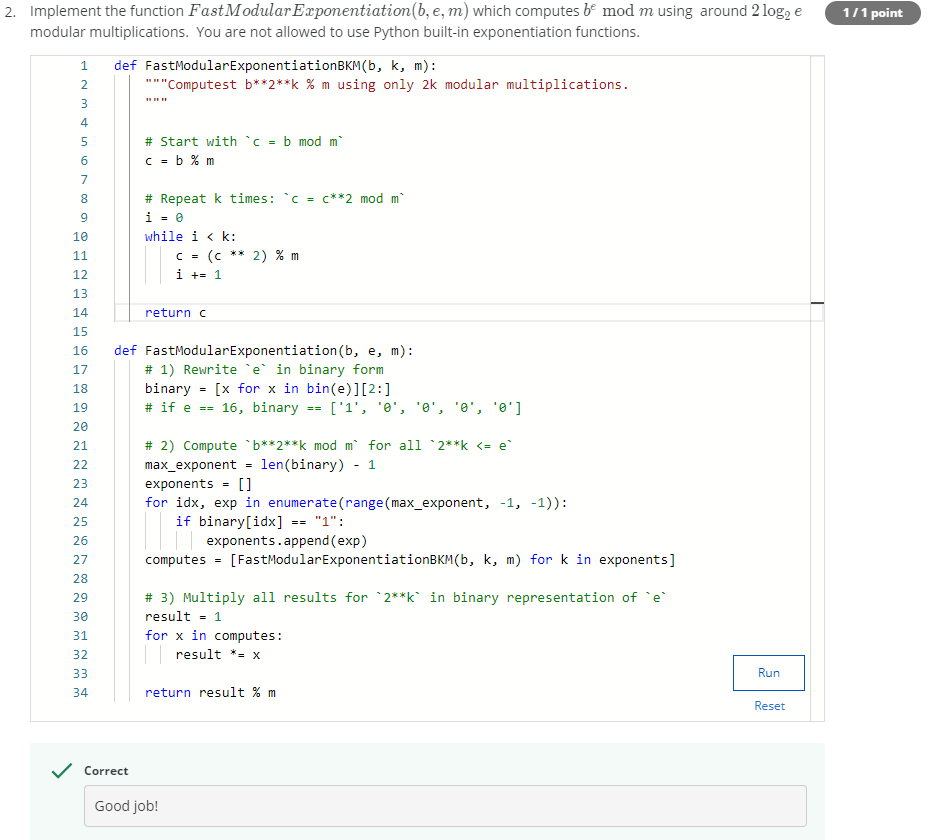 2. Implement the function FastModularExponentiation(b, e, m) which computes bᵉ mod m using around 2 log₂ e
1 / 1 point
modular multiplications. You are not allowed to use Python built-in exponentiation functions.
1 def FastModularExponentiationBKM(b, k, m):
2 """Computest b**2**k % m using only 2k modular multiplications.
3 """
4
5 # Start with `c = b mod m`
6 c = b % m
7
8 # Repeat k times: `c = c**2 mod m`
9 i = 0
10 while i < k:
11 c = (c ** 2) % m
12 i += 1
13
14 return c
15
16 def FastModularExponentiation(b, e, m):
17 # 1) Rewrite `e` in binary form
18 binary = [x for x in bin(e)][2:]
19 # if e == 16, binary == ['1', '0', '0', '0', '0']
20
21 # 2) Compute `b**2**k mod m` for all `2**k <= e`
22 max_exponent = len(binary) - 1
23 exponents = []
24 for idx, exp in enumerate(range(max_exponent, -1, -1)):
25 if binary[idx] == "1":
26 exponents.append(exp)
27 computes = [FastModularExponentiationBKM(b, k, m) for k in exponents]
28
29 # 3) Multiply all results for `2**k` in binary representation of `e`
30 result = 1
31 for x in computes:
32 result *= x
33
34 return result % m
Run
Reset
Correct
Good job!